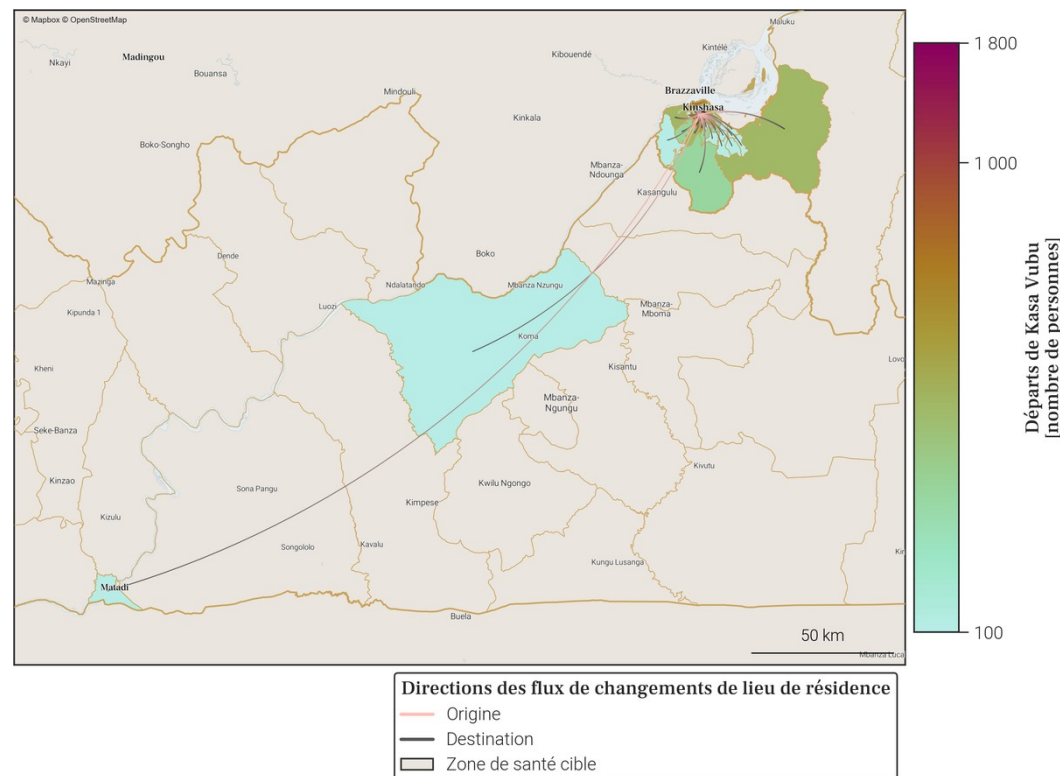 © Mapbox © OpenStreetMap
Maluku
Nkayi
Madingou
Bouansa
Kibouendé
Kintélé
Mindouli
Brazzaville
Kinshasa
Kinkala
Boko-Songho
Mbanza-
Ndounga
Kasangulu
Dende
Boko
Mazinga
Ndalatando
Mbanza Nzungu
Kipunda 1
Luozi
Mbanza-
Mboma
Koma
Kheni
Kisantu
Lovo
Mbanza-
Ngungu
Seke-Banza
Kivutu
Kinzao
Sona Pangu
Kwilu Ngongo
Kimpese
Kizulu
Songololo
Kavalu
Kir
Kungu Lusanga
Matadi
Buela
50 km
Mbanza Luca
1 800
1 000
100
Départs de Kasa Vubu
[nombre de personnes]
Directions des flux de changements de lieu de résidence
Origine
Destination
Zone de santé cible